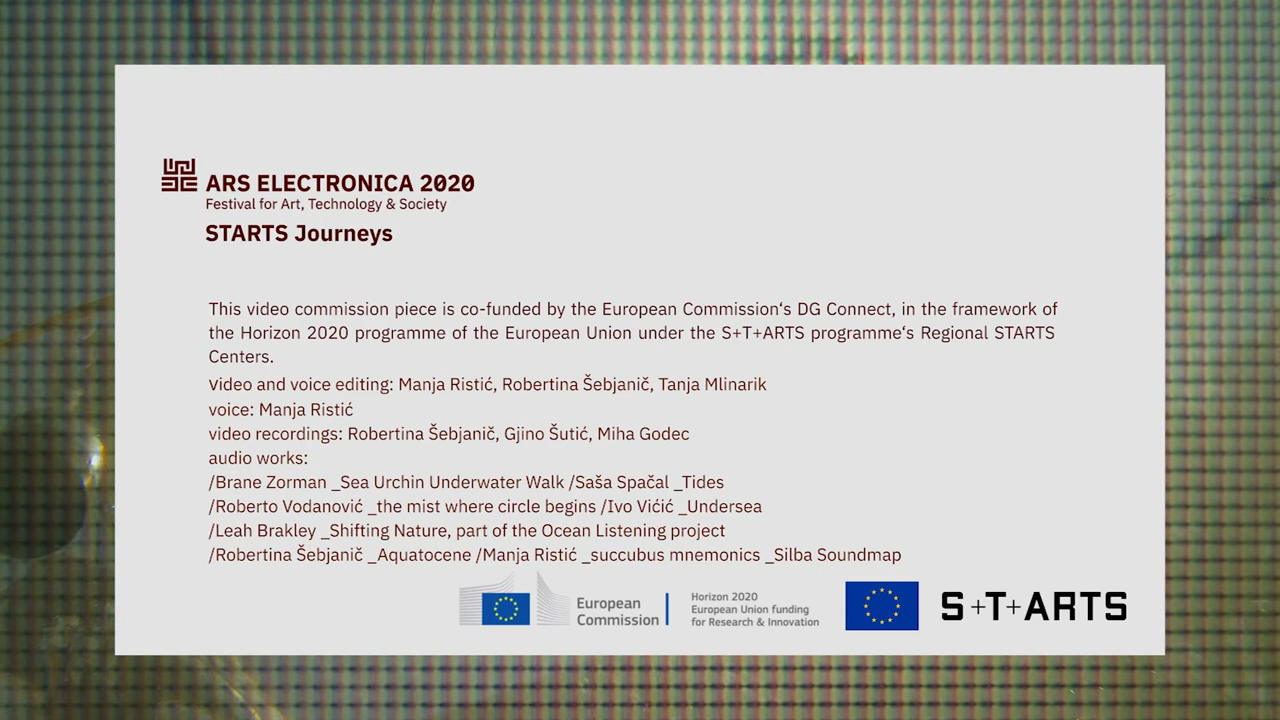 ARS ELECTRONICA 2020
Festival for Art, Technology & Society
STARTS Journeys
This video commission piece is co-funded by the European Commission‘s DG Connect, in the framework of
the Horizon 2020 programme of the European Union under the S+T+ARTS programme‘s Regional STARTS
Centers.
video and voice editing: Manja Ristić, Robertina Šebjanič, Tanja Mlinarik
voice: Manja Ristić
video recordings: Robertina Šebjanič, Gjino Šutić, Miha Godec
audio works:
/Brane Zorman _Sea Urchin Underwater Walk /Saša Spačal _Tides
/Roberto Vodanović _the mist where circle begins /Ivo Vićić _Undersea
/Leah Brakley _Shifting Nature, part of the Ocean Listening project
/Robertina Šebjanič _Aquatocene /Manja Ristić _succubus mnemonics _Silba Soundmap
European
Commission
Horizon 2020
European Union funding
for Research & Innovation
S+T+ARTS